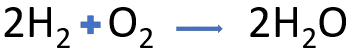 2H₂ + O₂ → 2H₂O